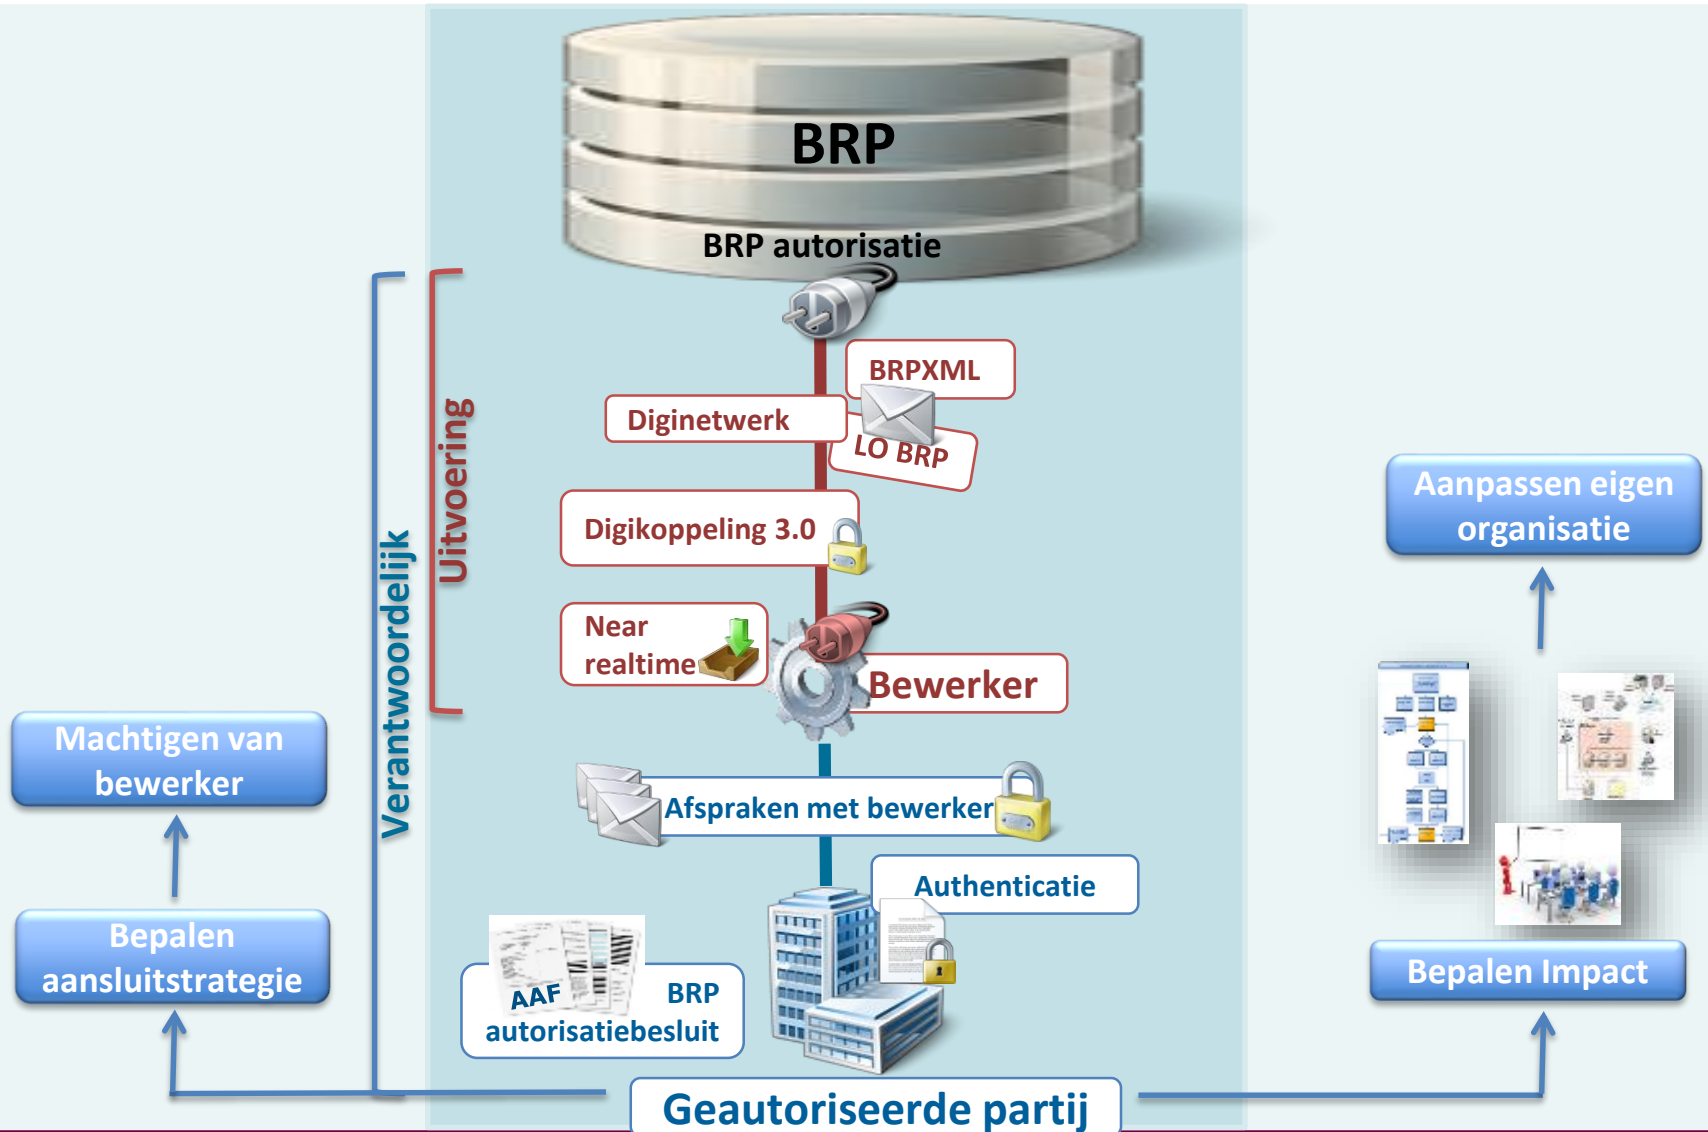 BRP
BRP autorisatie
BRPXML
Diginetwerk
LO BRP
Digikoppeling 3.0
Near
realtime
Bewerker
Uitvoering
Verantwoordelijk
Afspraken met bewerker
Authenticatie
AAF
BRP
autorisatiebesluit
Geautoriseerde partij
Machtigen van
bewerker
Bepalen
aansluitstrategie
Aanpassen eigen
organisatie
Bepalen Impact